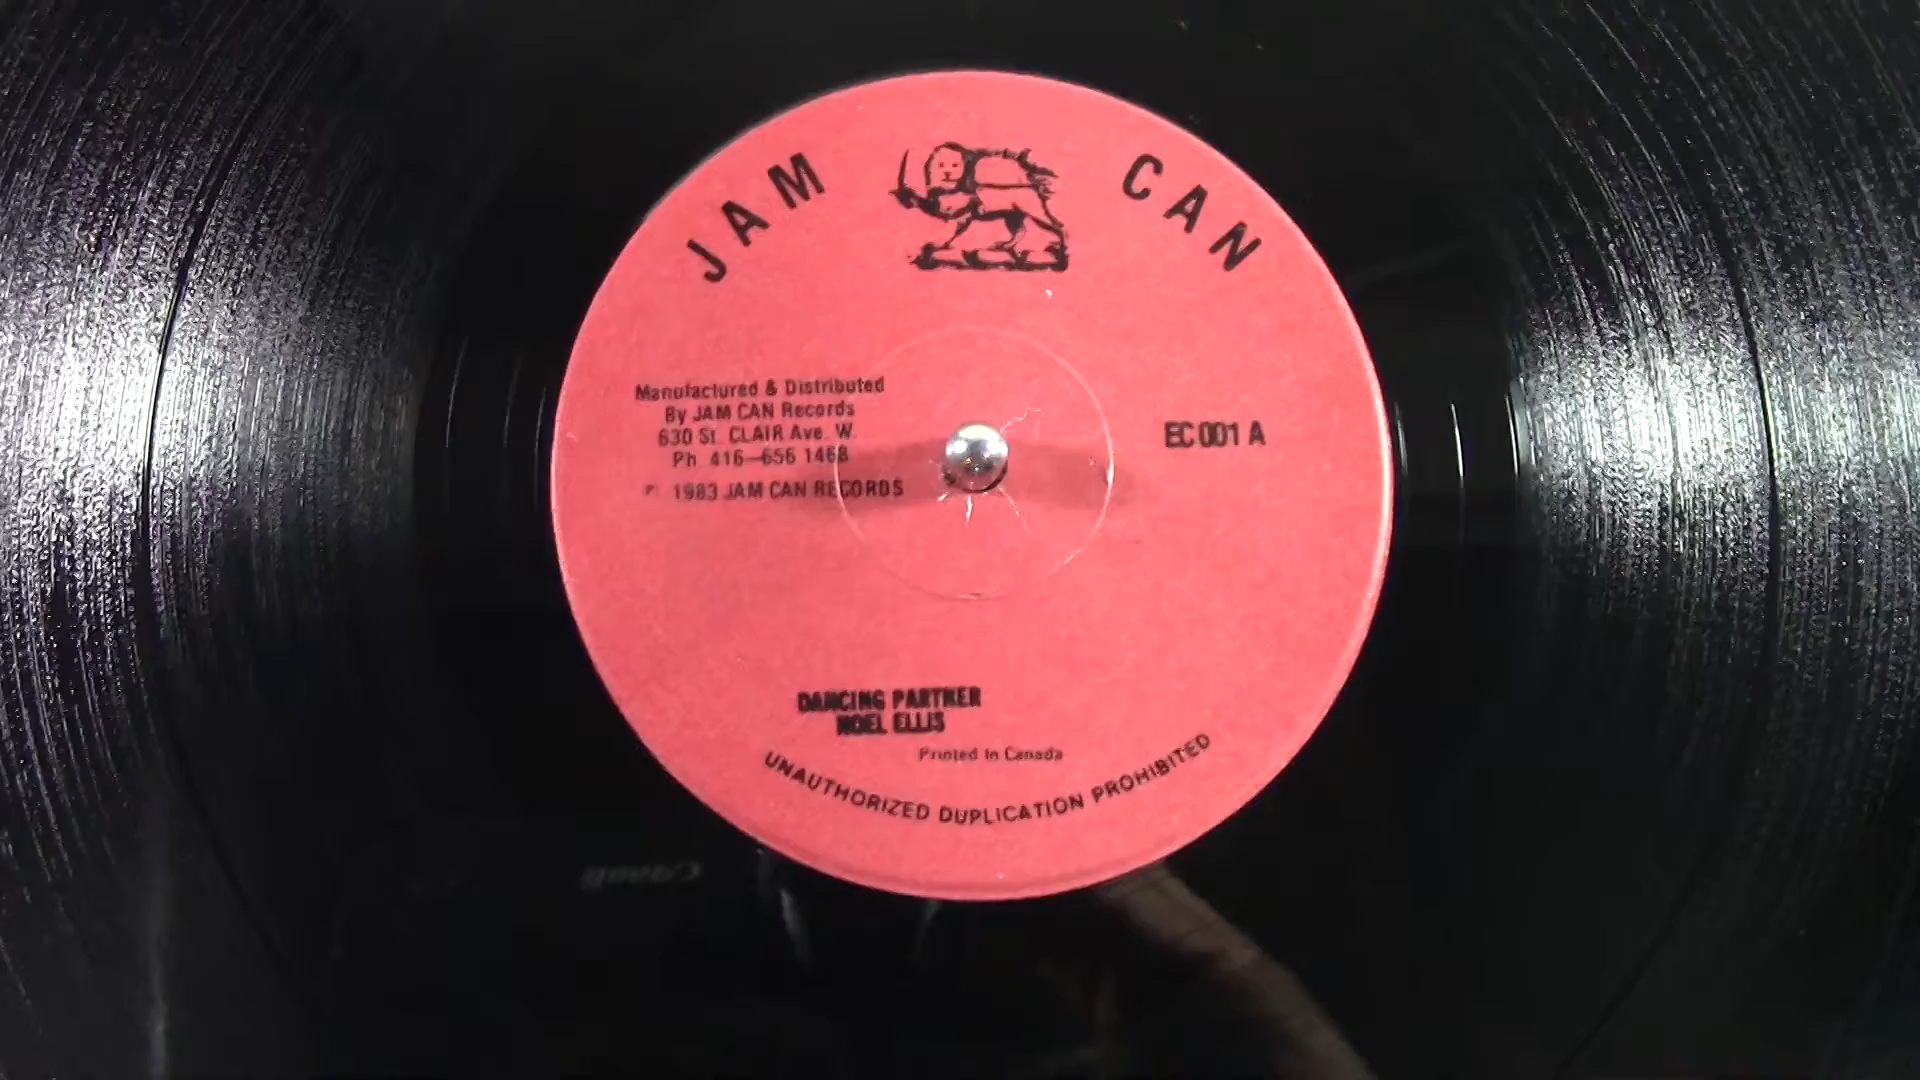 JAM CAN
Manufactured & Distributed
By JAM CAN Records
630 St. CLAIR Ave. W.
Ph. 416-656 1468
℗ 1983 JAM CAN RECORDS
EC 001 A
DANCING PARTNER
NOEL ELLIS
Printed In Canada
UNAUTHORIZED DUPLICATION PROHIBITED